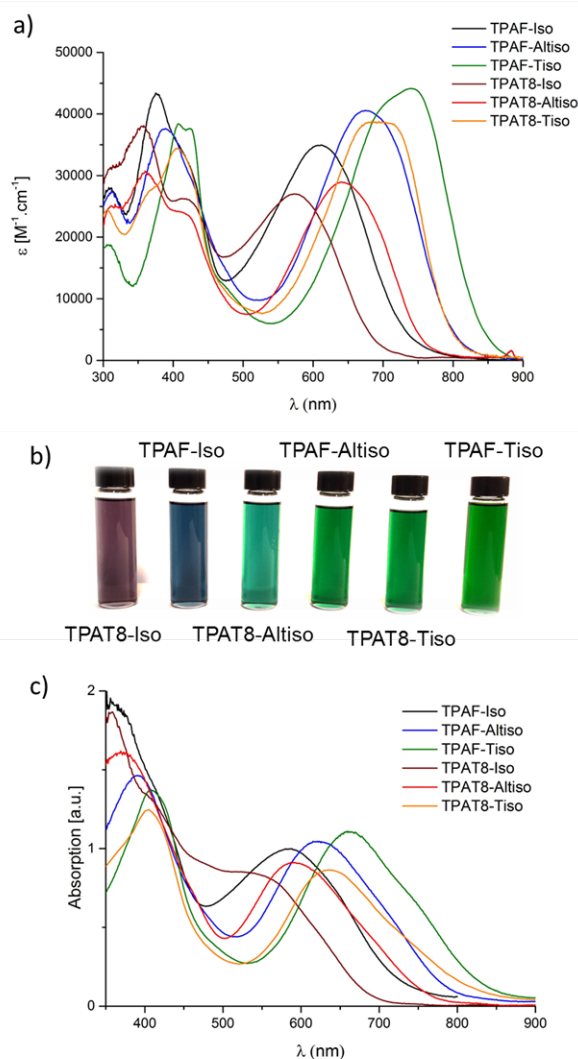 a)
TPAF-Iso
TPAF-Altiso
TPAF-Tiso
TPAT8-Iso
TPAT8-Altiso
TPAT8-Tiso
50000
40000
30000
20000
10000
0
ε [M⁻¹.cm⁻¹]
300 400 500 600 700 800 900
λ (nm)
b)
TPAF-Iso TPAF-Altiso TPAF-Tiso
TPAT8-Iso TPAT8-Altiso TPAT8-Tiso
c)
2
1
0
Absorption [a.u.]
TPAF-Iso
TPAF-Altiso
TPAF-Tiso
TPAT8-Iso
TPAT8-Altiso
TPAT8-Tiso
400 500 600 700 800 900
λ (nm)